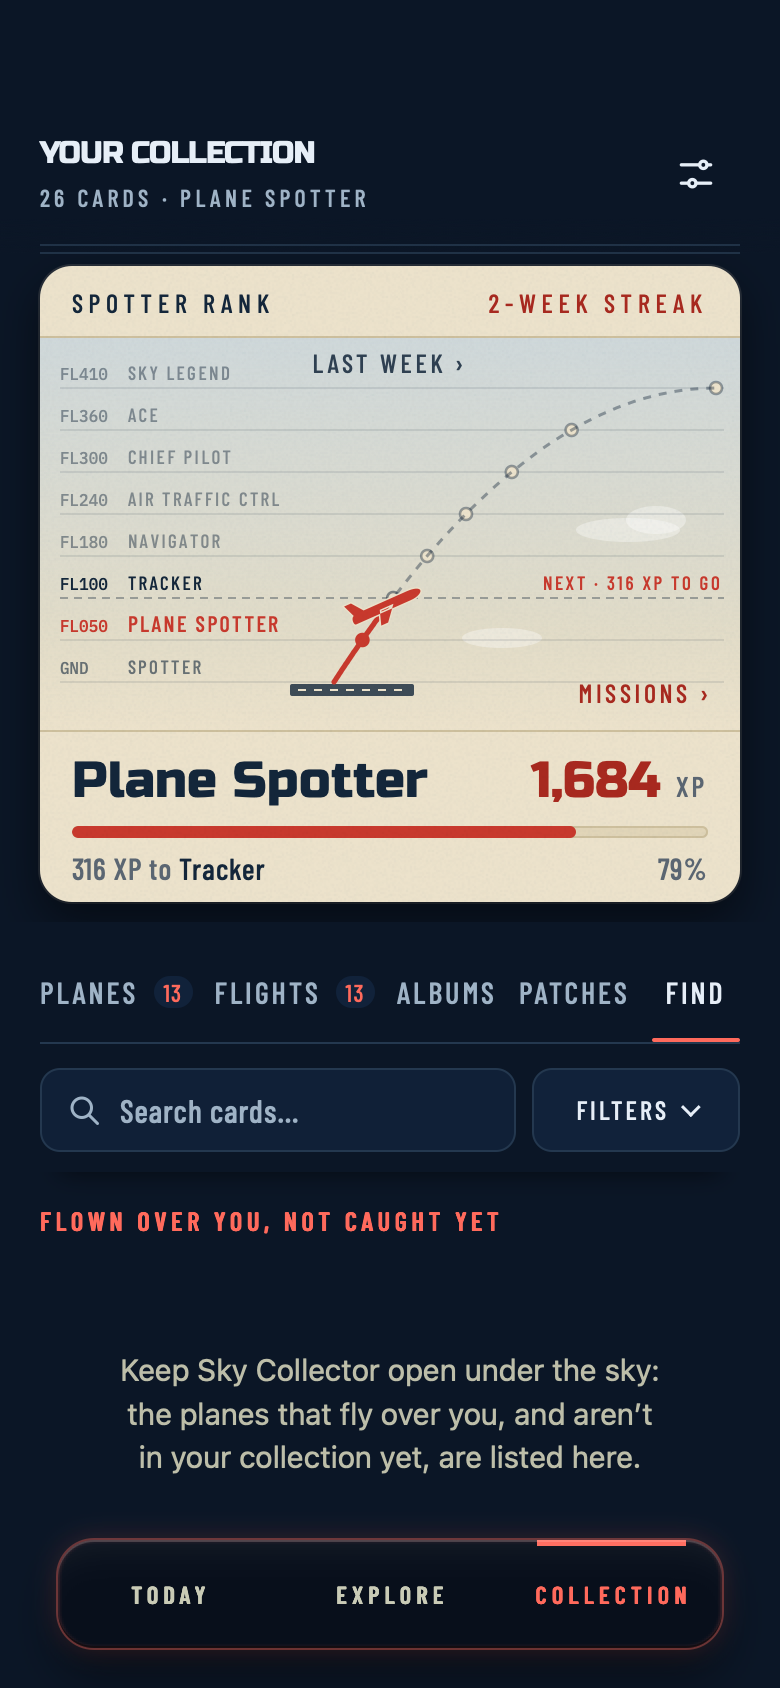 YOUR COLLECTION
26 CARDS · PLANE SPOTTER
SPOTTER RANK 2-WEEK STREAK
LAST WEEK ›
FL410 SKY LEGEND
FL360 ACE
FL300 CHIEF PILOT
FL240 AIR TRAFFIC CTRL
FL180 NAVIGATOR
FL100 TRACKER NEXT · 316 XP TO GO
FL050 PLANE SPOTTER
GND SPOTTER
MISSIONS ›
Plane Spotter 1,684 XP
316 XP to Tracker 79%
PLANES 13 FLIGHTS 13 ALBUMS PATCHES FIND
Search cards... FILTERS
FLOWN OVER YOU, NOT CAUGHT YET
Keep Sky Collector open under the sky:
the planes that fly over you, and aren’t
in your collection yet, are listed here.
TODAY EXPLORE COLLECTION